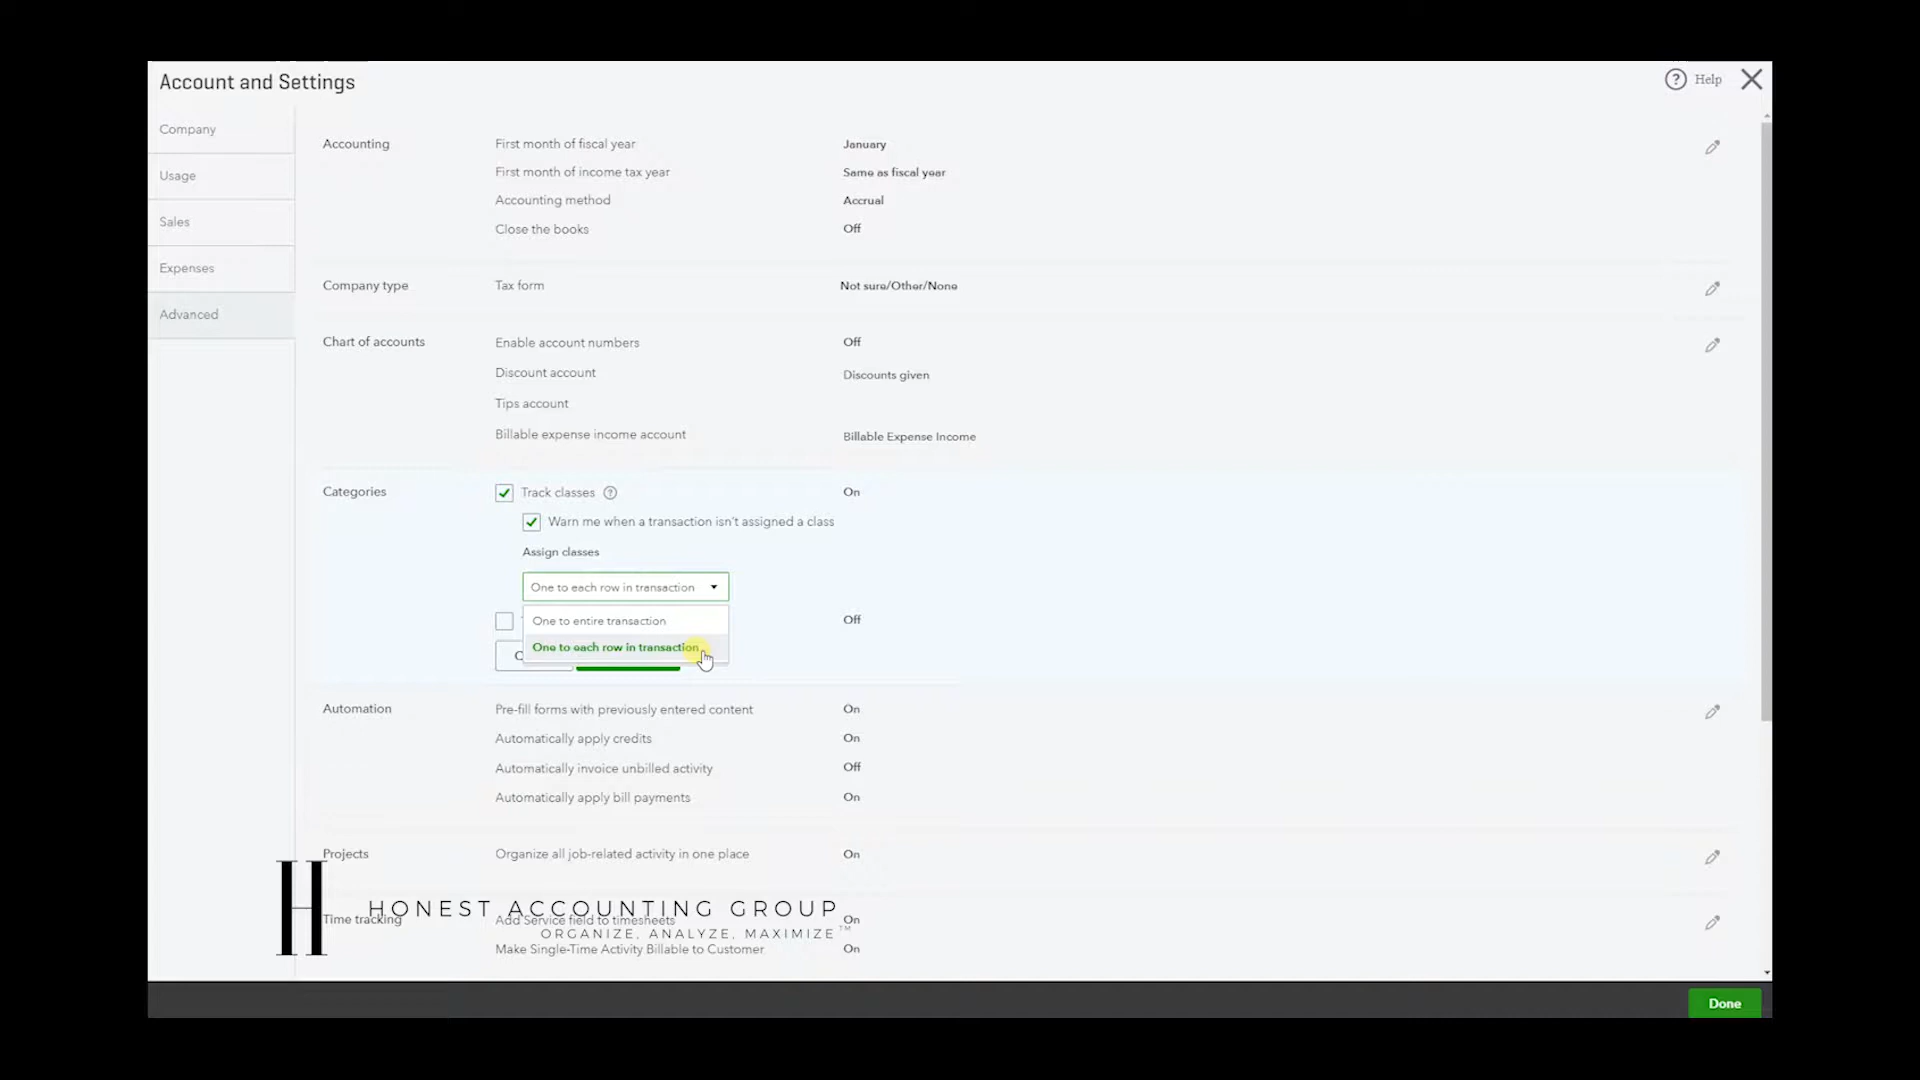 Account and Settings
? Help
Company
Usage
Sales
Expenses
Advanced
Accounting
First month of fiscal year January
First month of income tax year Same as fiscal year
Accounting method Accrual
Close the books Off
Company type Tax form Not sure/Other/None
Chart of accounts Enable account numbers Off
Discount account Discounts given
Tips account
Billable expense income account Billable Expense Income
Categories Track classes ? On
Warn me when a transaction isn't assigned a class
Assign classes
One to each row in transaction
One to entire transaction
Off
One to each row in transaction
Automation Pre-fill forms with previously entered content On
Automatically apply credits On
Automatically invoice unbilled activity Off
Automatically apply bill payments On
Projects Organize all job-related activity in one place On
H HONEST ACCOUNTING GROUP
ORGANIZE, ANALYZE, MAXIMIZE™
Time tracking Add Service field to timesheets On
Make Single-Time Activity Billable to Customer On
Done